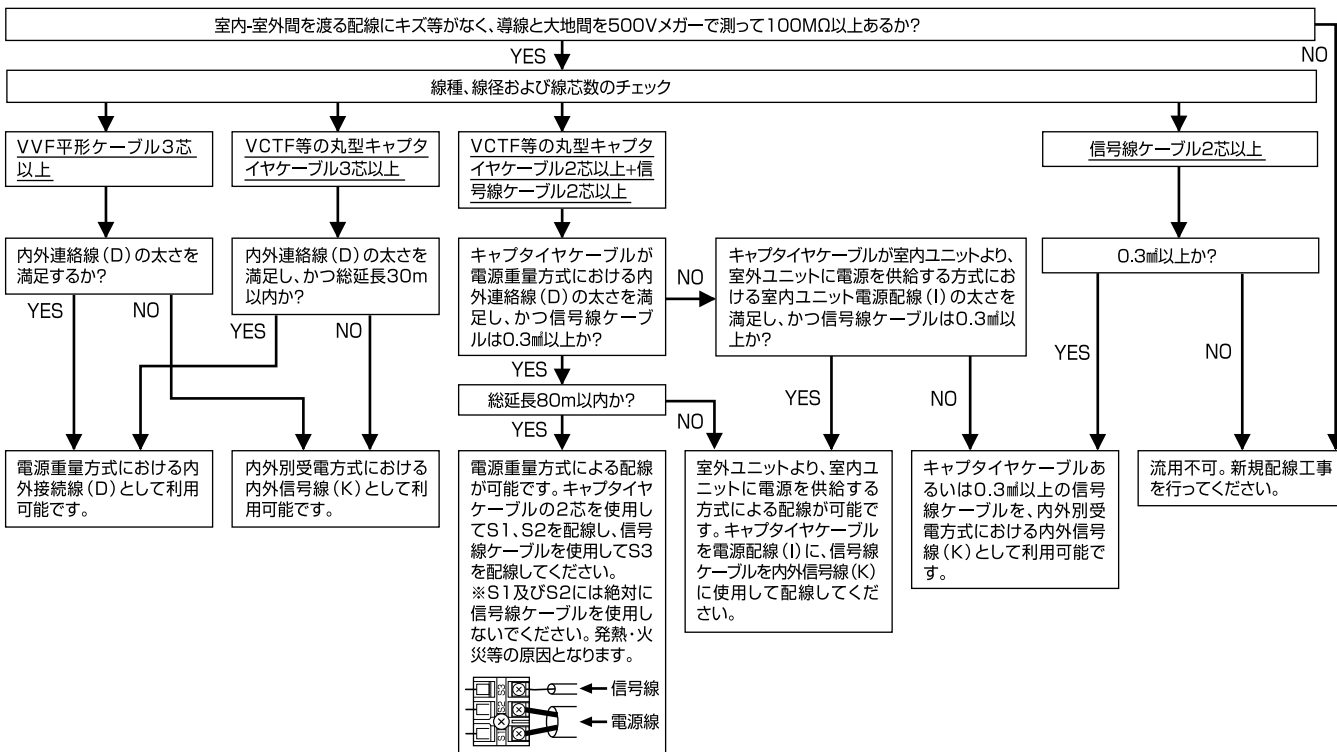 室内-室外間を渡る配線にキズ等がなく、導線と大地間を500Vメガーで測って100MΩ以上あるか?
YES
NO
線種、線径および線芯数のチェック
VVF平形ケーブル3芯
以上
VCTF等の丸型キャプタ
イヤケーブル3芯以上
VCTF等の丸型キャプタ
イヤケーブル2芯以上+信
号線ケーブル2芯以上
信号線ケーブル2芯以上
内外連絡線(D)の太さを
満足するか?
内外連絡線(D)の太さを
満足し、かつ総延長30m
以内か?
キャプタイヤケーブルが
電源重量方式における内
外連絡線(D)の太さを満
足し、かつ信号線ケーブ
ルは0.3㎟以上か?
NO
キャプタイヤケーブルが室内ユニットより、
室外ユニットに電源を供給する方式にお
ける室内ユニット電源配線(I)の太さを
満足し、かつ信号線ケーブルは0.3㎟以
上か?
0.3㎟以上か?
YES
NO
YES
NO
YES
総延長80m以内か?
YES
NO
YES
NO
YES
NO
電源重量方式における内
外接続線(D)として利用
可能です。
内外別受電方式における
内外信号線(K)として利
用可能です。
電源重量方式による配線
が可能です。キャプタイヤ
ケーブルの2芯を使用し
てS1、S2を配線し、信号
線ケーブルを使用してS3
を配線してください。
※S1及びS2には絶対に
信号線ケーブルを使用し
ないでください。発熱・火
災等の原因となります。
S3
S2
S1
信号線
電源線
室外ユニットより、室内ユ
ニットに電源を供給する
方式による配線が可能で
す。キャプタイヤケーブル
を電源配線(I)に、信号線
ケーブルを内外信号線(K)
に使用して配線してくだ
さい。
キャプタイヤケーブルあ
るいは0.3㎟以上の信号
線ケーブルを、内外別受
電方式における内外信号
線(K)として利用可能で
す。
流用不可。新規配線工事
を行ってください。